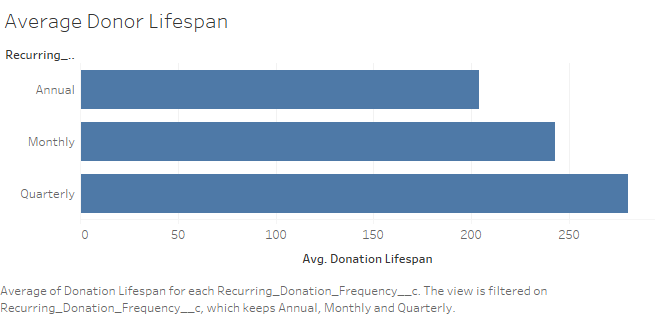 Average Donor Lifespan
Recurring_..
Annual
Monthly
Quarterly
0 50 100 150 200 250
Avg. Donation Lifespan
Average of Donation Lifespan for each Recurring_Donation_Frequency__c. The view is filtered on
Recurring_Donation_Frequency__c, which keeps Annual, Monthly and Quarterly.